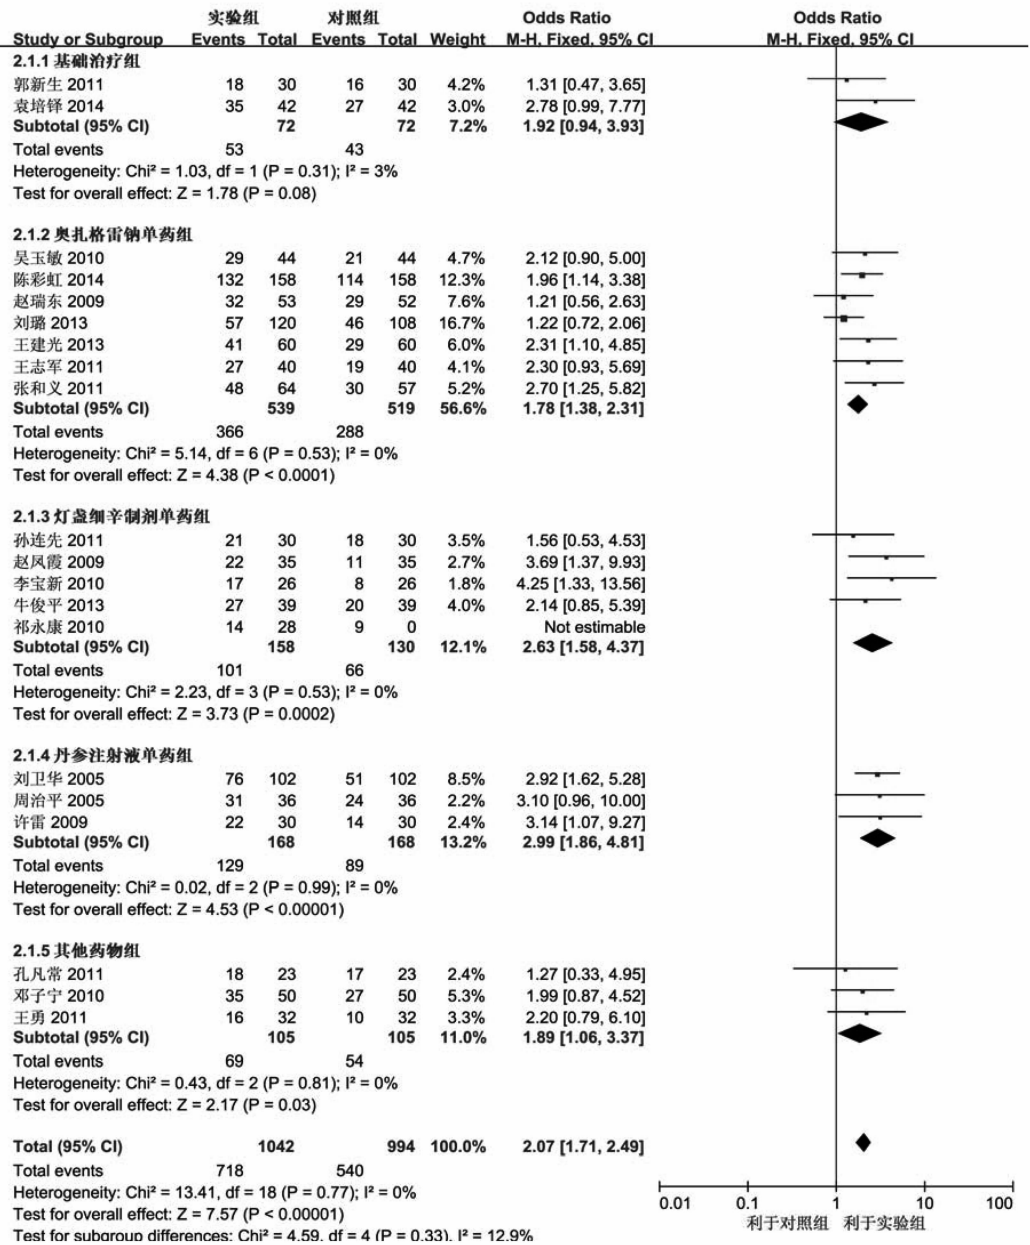 实验组 对照组 Odds Ratio Odds Ratio
Study or Subgroup Events Total Events Total Weight M-H, Fixed, 95% CI M-H, Fixed, 95% CI
2.1.1 基础治疗组
郭新生 2011 18 30 16 30 4.2% 1.31 [0.47, 3.65]
袁培铎 2014 35 42 27 42 3.0% 2.78 [0.99, 7.77]
Subtotal (95% CI) 72 72 7.2% 1.92 [0.94, 3.93]
Total events 53 43
Heterogeneity: Chi² = 1.03, df = 1 (P = 0.31); I² = 3%
Test for overall effect: Z = 1.78 (P = 0.08)
2.1.2 奥扎格雷钠单药组
吴玉敏 2010 29 44 21 44 4.7% 2.12 [0.90, 5.00]
陈彩虹 2014 132 158 114 158 12.3% 1.96 [1.14, 3.38]
赵瑞东 2009 32 53 29 52 7.6% 1.21 [0.56, 2.63]
刘璐 2013 57 120 46 108 16.7% 1.22 [0.72, 2.06]
王建光 2013 41 60 29 60 6.0% 2.31 [1.10, 4.85]
王志军 2011 27 40 19 40 4.1% 2.30 [0.93, 5.69]
张和义 2011 48 64 30 57 5.2% 2.70 [1.25, 5.82]
Subtotal (95% CI) 539 519 56.6% 1.78 [1.38, 2.31]
Total events 366 288
Heterogeneity: Chi² = 5.14, df = 6 (P = 0.53); I² = 0%
Test for overall effect: Z = 4.38 (P < 0.0001)
2.1.3 灯盏细辛制剂单药组
孙连先 2011 21 30 18 30 3.5% 1.56 [0.53, 4.53]
赵凤霞 2009 22 35 11 35 2.7% 3.69 [1.37, 9.93]
李宝新 2010 17 26 8 26 1.8% 4.25 [1.33, 13.56]
牛俊平 2013 27 39 20 39 4.0% 2.14 [0.85, 5.39]
祁永康 2010 14 28 9 0 Not estimable
Subtotal (95% CI) 158 130 12.1% 2.63 [1.58, 4.37]
Total events 101 66
Heterogeneity: Chi² = 2.23, df = 3 (P = 0.53); I² = 0%
Test for overall effect: Z = 3.73 (P = 0.0002)
2.1.4 丹参注射液单药组
刘卫华 2005 76 102 51 102 8.5% 2.92 [1.62, 5.28]
周治平 2005 31 36 24 36 2.2% 3.10 [0.96, 10.00]
许雷 2009 22 30 14 30 2.4% 3.14 [1.07, 9.27]
Subtotal (95% CI) 168 168 13.2% 2.99 [1.86, 4.81]
Total events 129 89
Heterogeneity: Chi² = 0.02, df = 2 (P = 0.99); I² = 0%
Test for overall effect: Z = 4.53 (P < 0.00001)
2.1.5 其他药物组
孔凡常 2011 18 23 17 23 2.4% 1.27 [0.33, 4.95]
邓子宁 2010 35 50 27 50 5.3% 1.99 [0.87, 4.52]
王勇 2011 16 32 10 32 3.3% 2.20 [0.79, 6.10]
Subtotal (95% CI) 105 105 11.0% 1.89 [1.06, 3.37]
Total events 69 54
Heterogeneity: Chi² = 0.43, df = 2 (P = 0.81); I² = 0%
Test for overall effect: Z = 2.17 (P = 0.03)
Total (95% CI) 1042 994 100.0% 2.07 [1.71, 2.49]
Total events 718 540
Heterogeneity: Chi² = 13.41, df = 18 (P = 0.77); I² = 0%
Test for overall effect: Z = 7.57 (P < 0.00001)
Test for subgroup differences: Chi² = 4.59, df = 4 (P = 0.33), I² = 12.9%
0.01 0.1 1 10 100
利于对照组 利于实验组